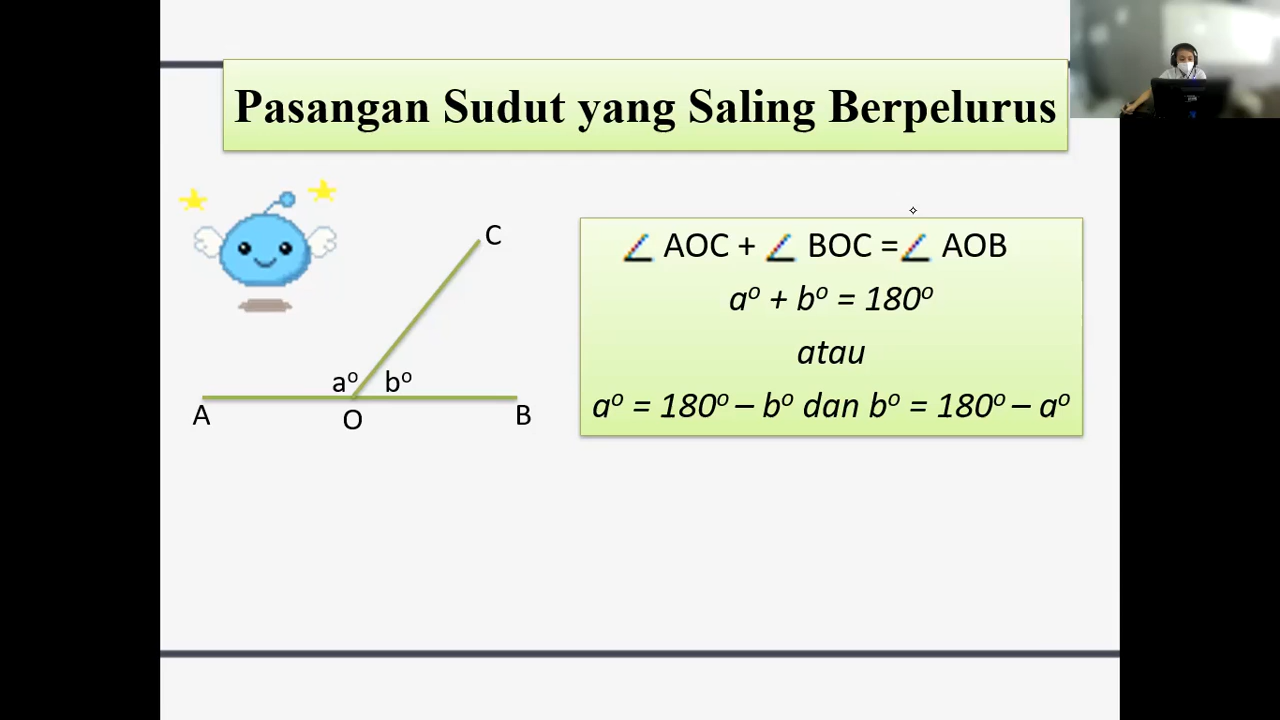 Pasangan Sudut yang Saling Berpelurus
C
∠ AOC + ∠ BOC =∠ AOB
aº + bº = 180º
atau
aº = 180º – bº dan bº = 180º – aº
aº bº
A O B